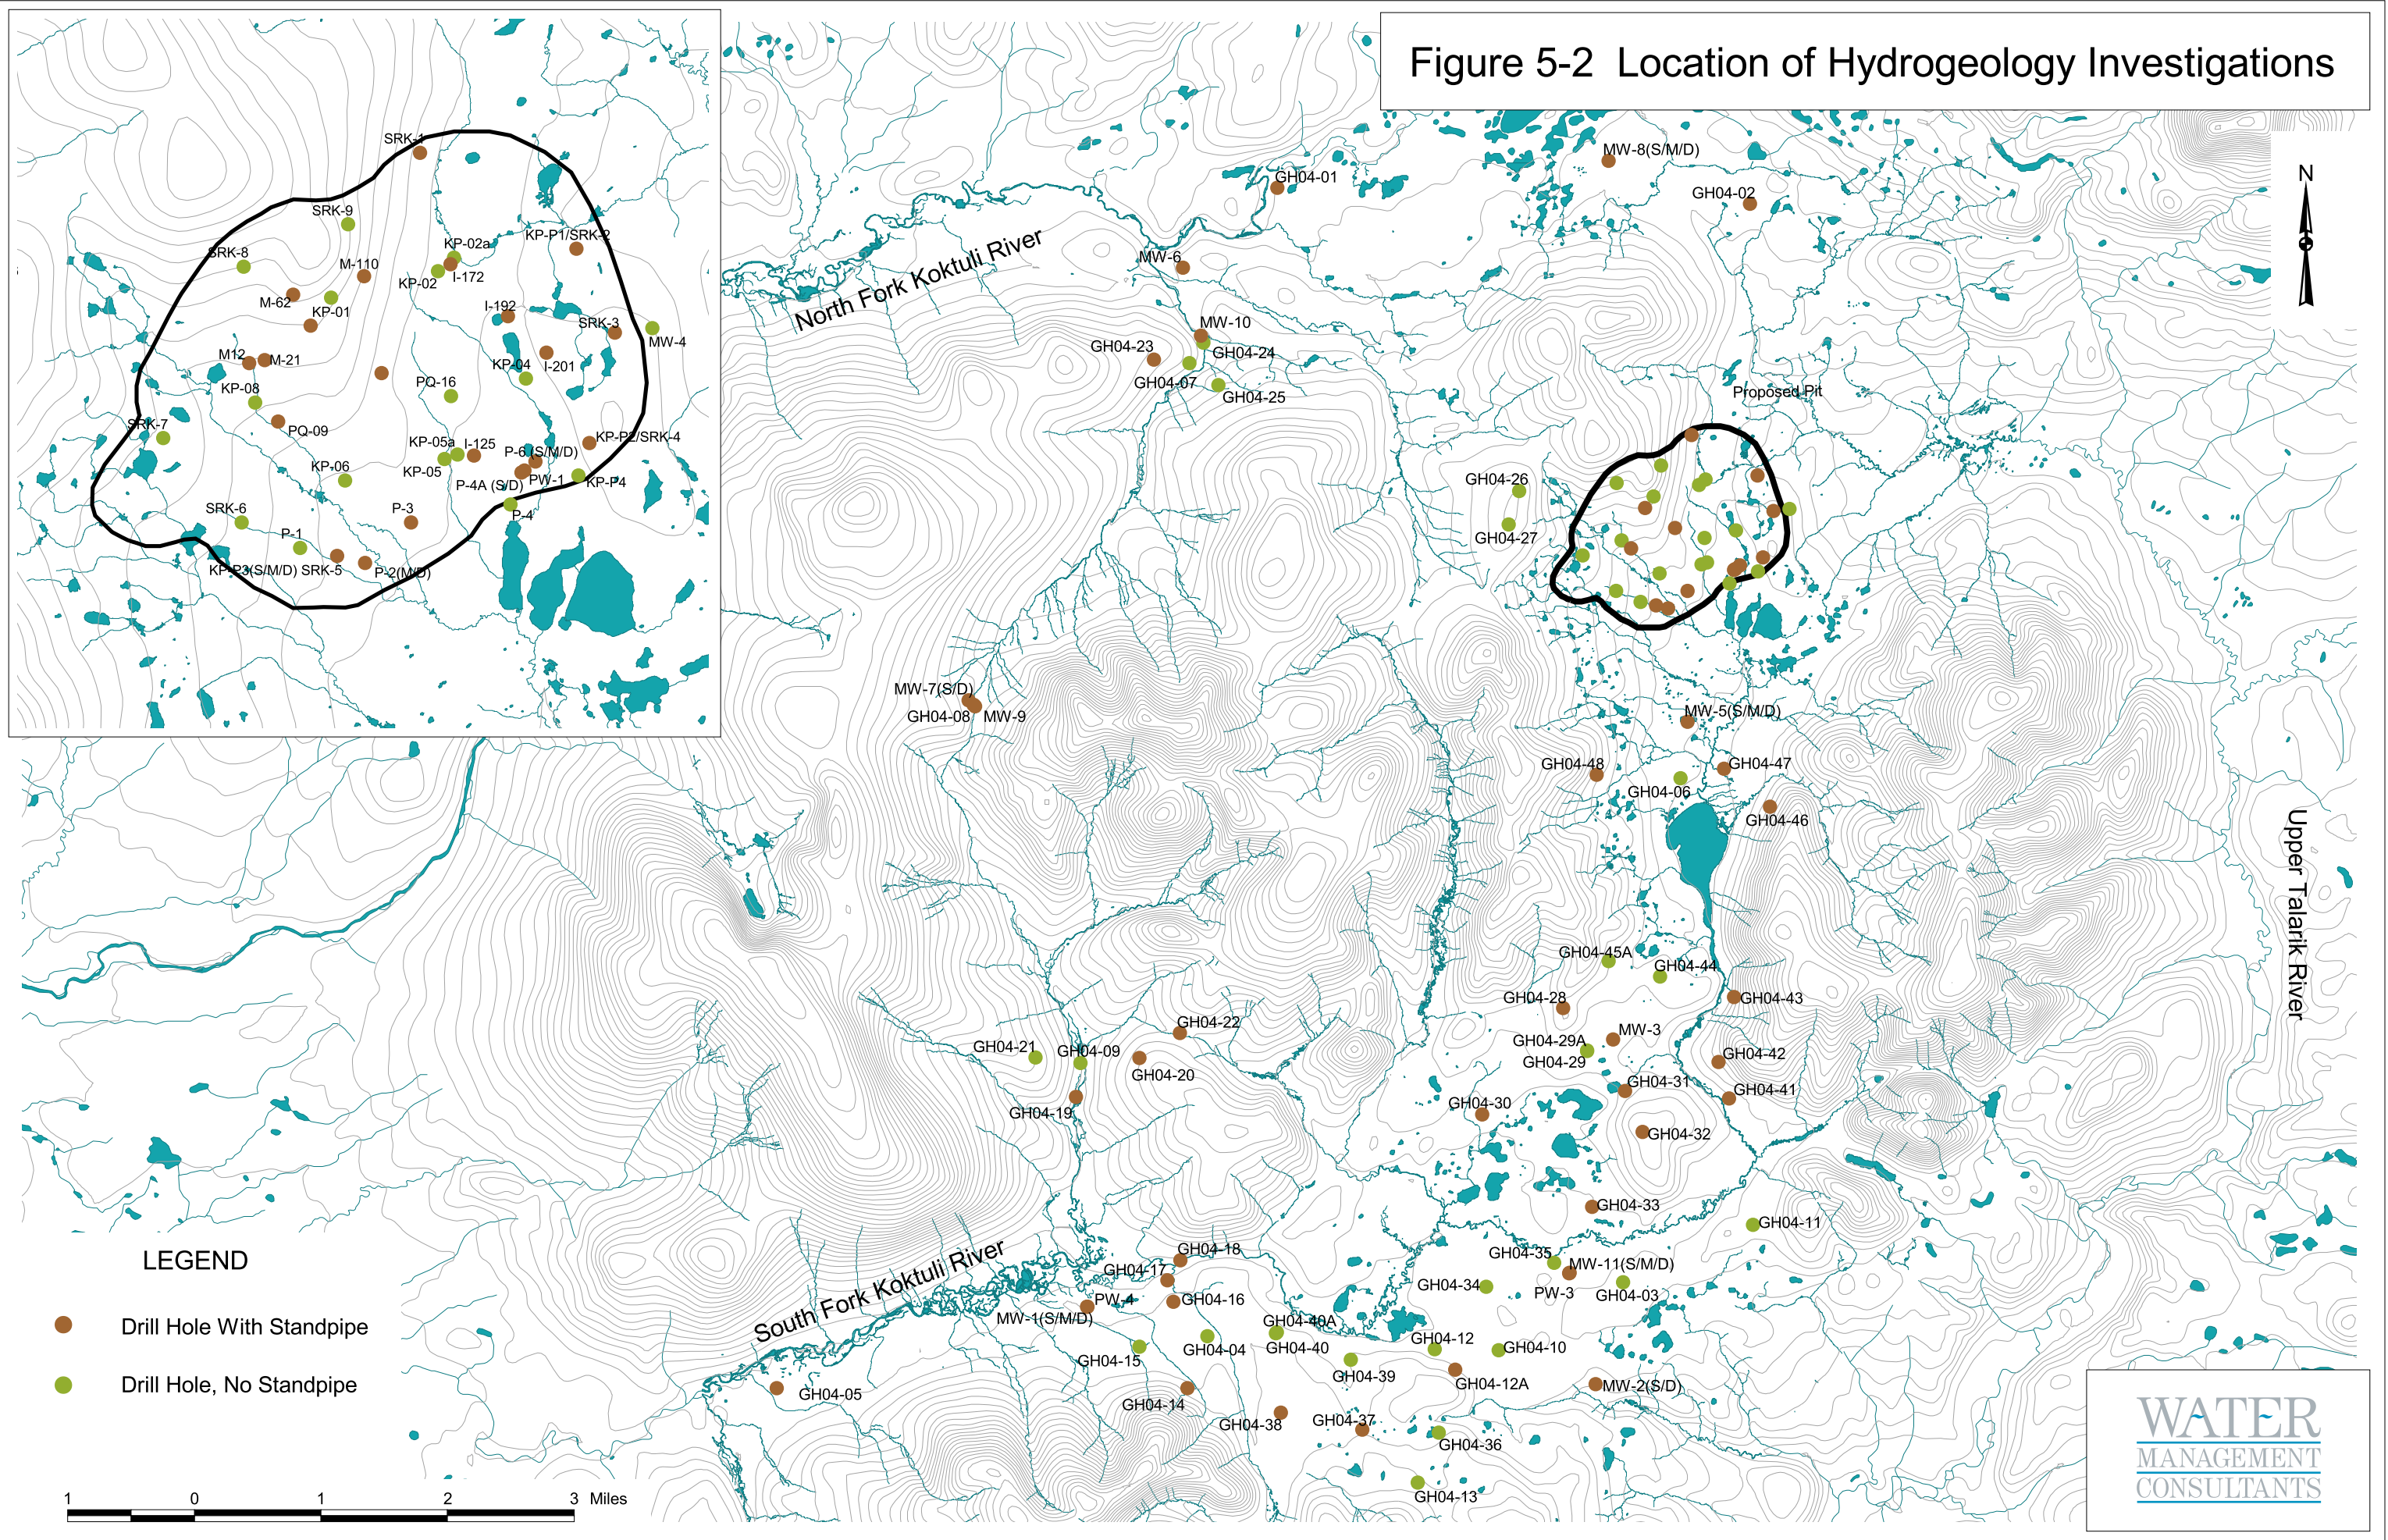 Figure 5-2 Location of Hydrogeology Investigations
N
SRK-1
SRK-9
SRK-8
M-110
M-62
KP-01
KP-02a
KP-02
I-172
KP-P1/SRK-2
I-192
SRK-3
MW-4
M12
M-21
KP-08
PQ-16
KP-04
I-201
SRK-7
PQ-09
KP-06
KP-05a
I-125
KP-05
P-6 (S/M/D)
KP-P2/SRK-4
P-4A (S/D)
PW-1
KP-P4
P-4
SRK-6
P-1
P-3
KP-P3(S/M/D) SRK-5
P-2(M/D)
North Fork Koktuli River
GH04-01
MW-8(S/M/D)
GH04-02
MW-6
MW-10
GH04-23
GH04-24
GH04-07
GH04-25
Proposed Pit
GH04-26
GH04-27
MW-7(S/D)
GH04-08
MW-9
MW-5(S/M/D)
GH04-48
GH04-47
GH04-06
GH04-46
Upper Talarik River
GH04-45A
GH04-44
GH04-28
GH04-43
GH04-22
GH04-21
GH04-09
GH04-20
GH04-19
MW-3
GH04-29A
GH04-29
GH04-42
GH04-31
GH04-41
GH04-30
GH04-32
GH04-33
GH04-11
South Fork Koktuli River
GH04-18
GH04-17
GH04-16
PW-4
MW-1(S/M/D)
GH04-35
MW-11(S/M/D)
GH04-34
PW-3
GH04-03
GH04-40A
GH04-40
GH04-04
GH04-15
GH04-12
GH04-10
GH04-39
GH04-12A
MW-2(S/D)
GH04-05
GH04-14
GH04-38
GH04-37
GH04-36
GH04-13
LEGEND
Drill Hole With Standpipe
Drill Hole, No Standpipe
1 0 1 2 3 Miles
WATER
MANAGEMENT
CONSULTANTS